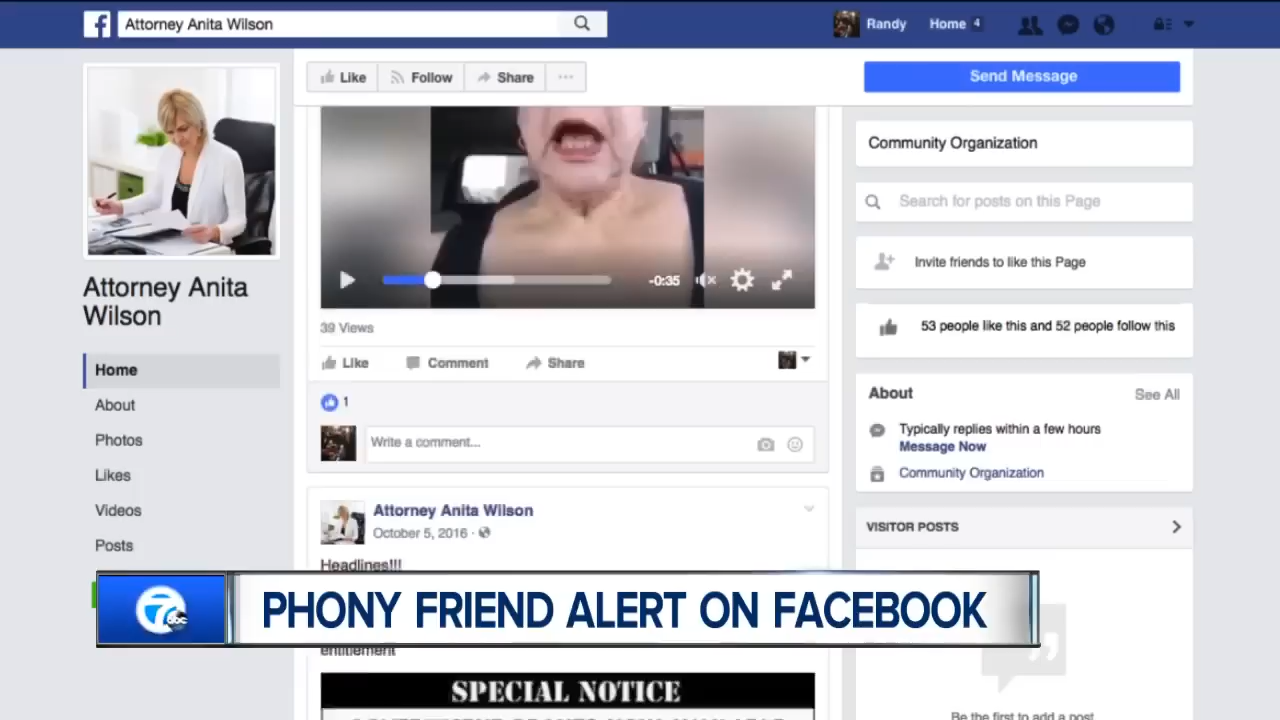 Attorney Anita Wilson
Randy
Home 4
Like
Follow
Share
Send Message
Attorney Anita
Wilson
Home
About
Photos
Likes
Videos
Posts
-0:35
39 Views
Like
Comment
Share
1
Write a comment...
Attorney Anita Wilson
October 5, 2016
Headlines!!!
entitlement
SPECIAL NOTICE
Community Organization
Search for posts on this Page
Invite friends to like this Page
53 people like this and 52 people follow this
About
See All
Typically replies within a few hours
Message Now
Community Organization
VISITOR POSTS
Be the first to add a post
7 abc
PHONY FRIEND ALERT ON FACEBOOK